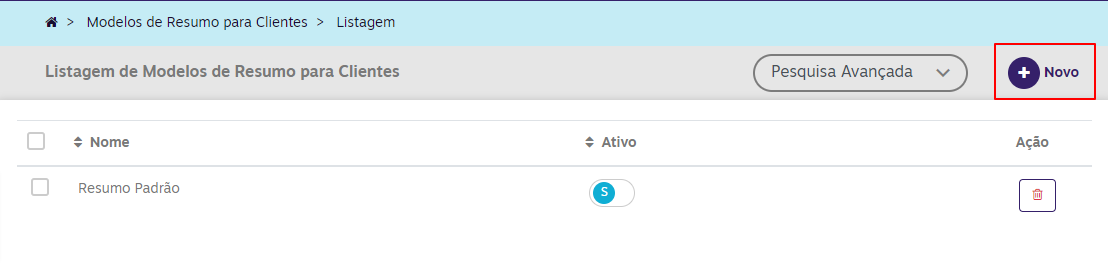 > Modelos de Resumo para Clientes > Listagem
Listagem de Modelos de Resumo para Clientes Pesquisa Avançada Novo
Nome Ativo Ação
Resumo Padrão S